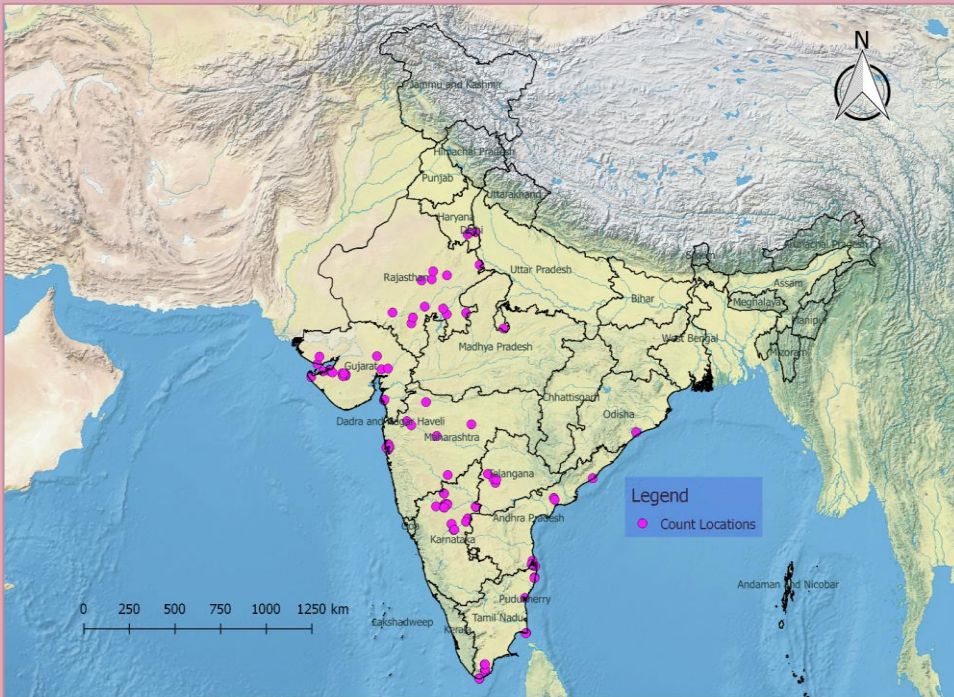 N
Jammu and Kashmir
Himachal Pradesh
Punjab
Uttarakhand
Haryana
Delhi
Arunachal Pradesh
Sikkim
Rajasthan
Uttar Pradesh
Assam
Bihar
Meghalaya
Manipur
West Bengal
Madhya Pradesh
Mizoram
Gujarat
Chhattisgarh
Odisha
Dadra and Nagar Haveli
Maharashtra
Telangana
Legend
Count Locations
Andhra Pradesh
Goa
Karnataka
Andaman and Nicobar
Puducherry
0 250 500 750 1000 1250 km
Tamil Nadu
Lakshadweep
Kerala